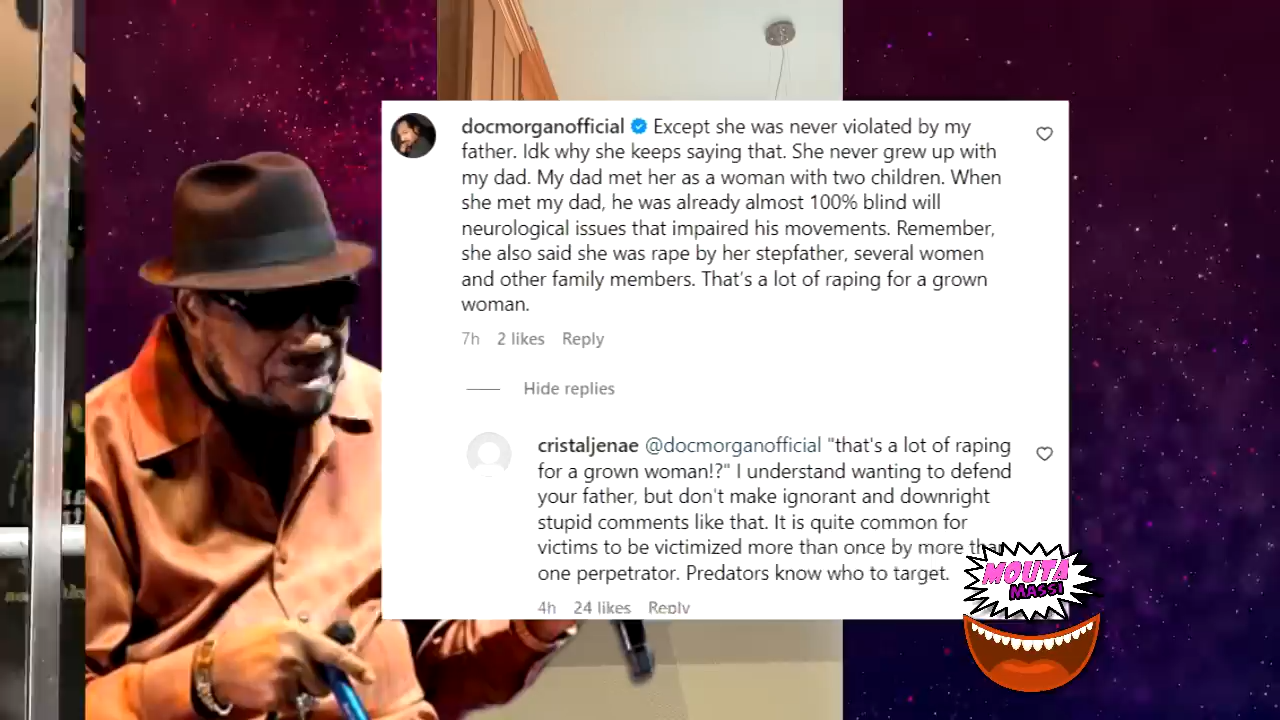 docmorganofficial Except she was never violated by my
father. Idk why she keeps saying that. She never grew up with
my dad. My dad met her as a woman with two children. When
she met my dad, he was already almost 100% blind will
neurological issues that impaired his movements. Remember,
she also said she was rape by her stepfather, several women
and other family members. That's a lot of raping for a grown
woman.
7h 2 likes Reply
Hide replies
cristaljenae @docmorganofficial "that's a lot of raping
for a grown woman!?" I understand wanting to defend
your father, but don't make ignorant and downright
stupid comments like that. It is quite common for
victims to be victimized more than once by more
one perpetrator. Predators know who to target.
4h 24 likes Reply
MOUTA
MASSI